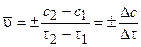 ῡ = ± (c₂ − c₁)/(τ₂ − τ₁) = ± Δc/Δτ